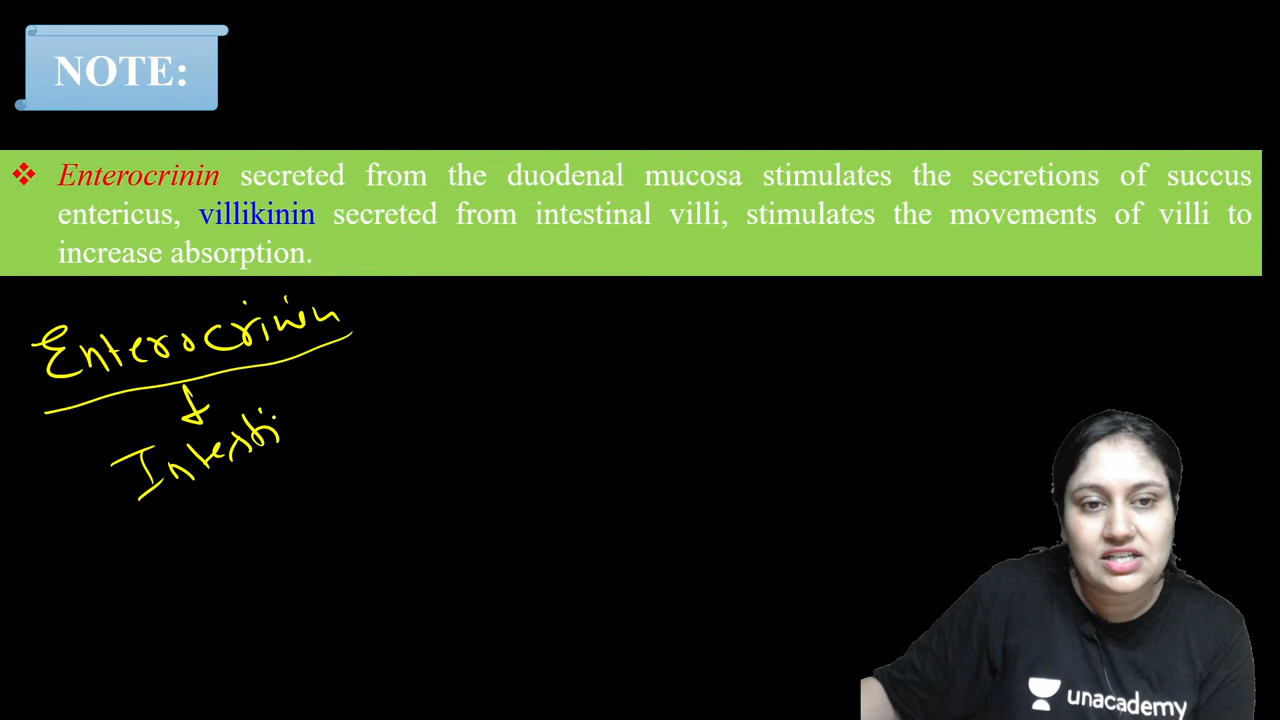 NOTE:
❖ Enterocrinin secreted from the duodenal mucosa stimulates the secretions of succus
entericus, villikinin secreted from intestinal villi, stimulates the movements of villi to
increase absorption.
Enterocrinin
Intesti
unacademy